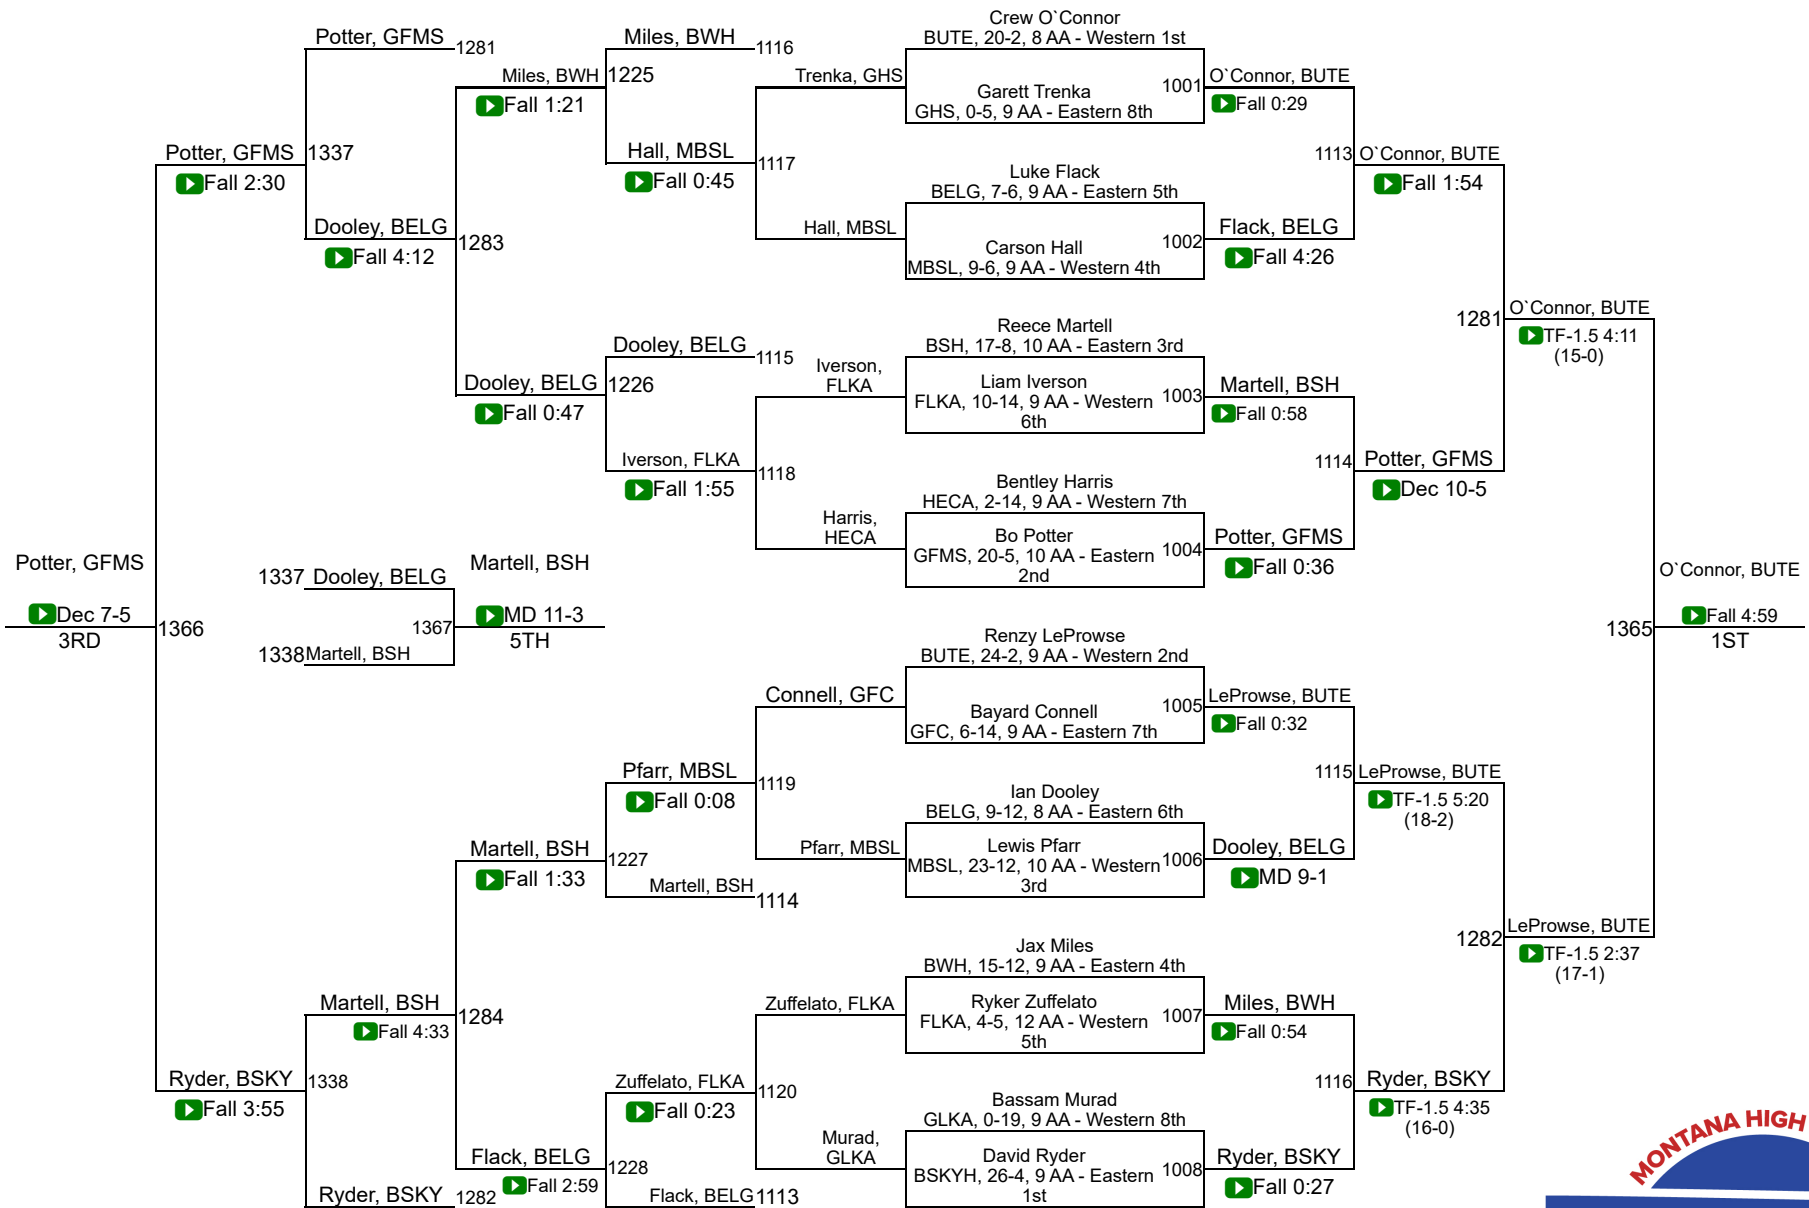 Crew O`Connor
BUTE, 20-2, 8 AA - Western 1st
Potter, GFMS
1281
Miles, BWH
1116
Miles, BWH
1225
Trenka, GHS
Garett Trenka
GHS, 0-5, 9 AA - Eastern 8th
1001
O`Connor, BUTE
Fall 1:21
Fall 0:29
Potter, GFMS
1337
Hall, MBSL
1117
1113
O`Connor, BUTE
Fall 2:30
Fall 0:45
Luke Flack
BELG, 7-6, 9 AA - Eastern 5th
Fall 1:54
Dooley, BELG
1283
Hall, MBSL
Carson Hall
MBSL, 9-6, 9 AA - Western 4th
1002
Flack, BELG
Fall 4:12
Fall 4:26
O`Connor, BUTE
1281
TF-1.5 4:11
(15-0)
Reece Martell
BSH, 17-8, 10 AA - Eastern 3rd
Dooley, BELG
1115
Iverson,
FLKA
Dooley, BELG
1226
Liam Iverson
FLKA, 10-14, 9 AA - Western
6th
1003
Martell, BSH
Fall 0:47
Fall 0:58
Iverson, FLKA
1118
1114
Potter, GFMS
Fall 1:55
Bentley Harris
HECA, 2-14, 9 AA - Western 7th
Dec 10-5
Harris,
HECA
Bo Potter
GFMS, 20-5, 10 AA - Eastern
2nd
1004
Potter, GFMS
Fall 0:36
Potter, GFMS
1337
Dooley, BELG
Martell, BSH
O`Connor, BUTE
Dec 7-5
1366
1367
MD 11-3
1365
Fall 4:59
3RD
1338
Martell, BSH
5TH
1ST
Renzy LeProwse
BUTE, 24-2, 9 AA - Western 2nd
Connell, GFC
Bayard Connell
GFC, 6-14, 9 AA - Eastern 7th
1005
LeProwse, BUTE
Fall 0:32
Pfarr, MBSL
1119
1115
LeProwse, BUTE
Fall 0:08
Ian Dooley
BELG, 9-12, 8 AA - Eastern 6th
TF-1.5 5:20
(18-2)
Martell, BSH
1227
Pfarr, MBSL
Lewis Pfarr
MBSL, 23-12, 10 AA - Western
3rd
1006
Dooley, BELG
Fall 1:33
Martell, BSH
1114
MD 9-1
1282
LeProwse, BUTE
TF-1.5 2:37
(17-1)
Jax Miles
BWH, 15-12, 9 AA - Eastern 4th
Martell, BSH
1284
Zuffelato, FLKA
Ryker Zuffelato
FLKA, 4-5, 12 AA - Western
5th
1007
Miles, BWH
Fall 4:33
Fall 0:54
Ryder, BSKY
1338
Zuffelato, FLKA
1120
1116
Ryder, BSKY
Fall 3:55
Fall 0:23
Bassam Murad
GLKA, 0-19, 9 AA - Western 8th
TF-1.5 4:35
(16-0)
Flack, BELG
1228
Murad,
GLKA
David Ryder
BSKYH, 26-4, 9 AA - Eastern
1st
1008
Ryder, BSKY
Fall 2:59
Fall 0:27
Ryder, BSKY
1282
Flack, BELG
1113
MONTANA HIGH